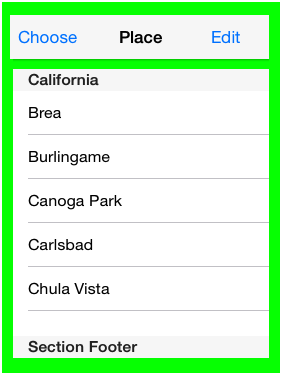 Choose Place Edit
California
Brea
Burlingame
Canoga Park
Carlsbad
Chula Vista
Section Footer